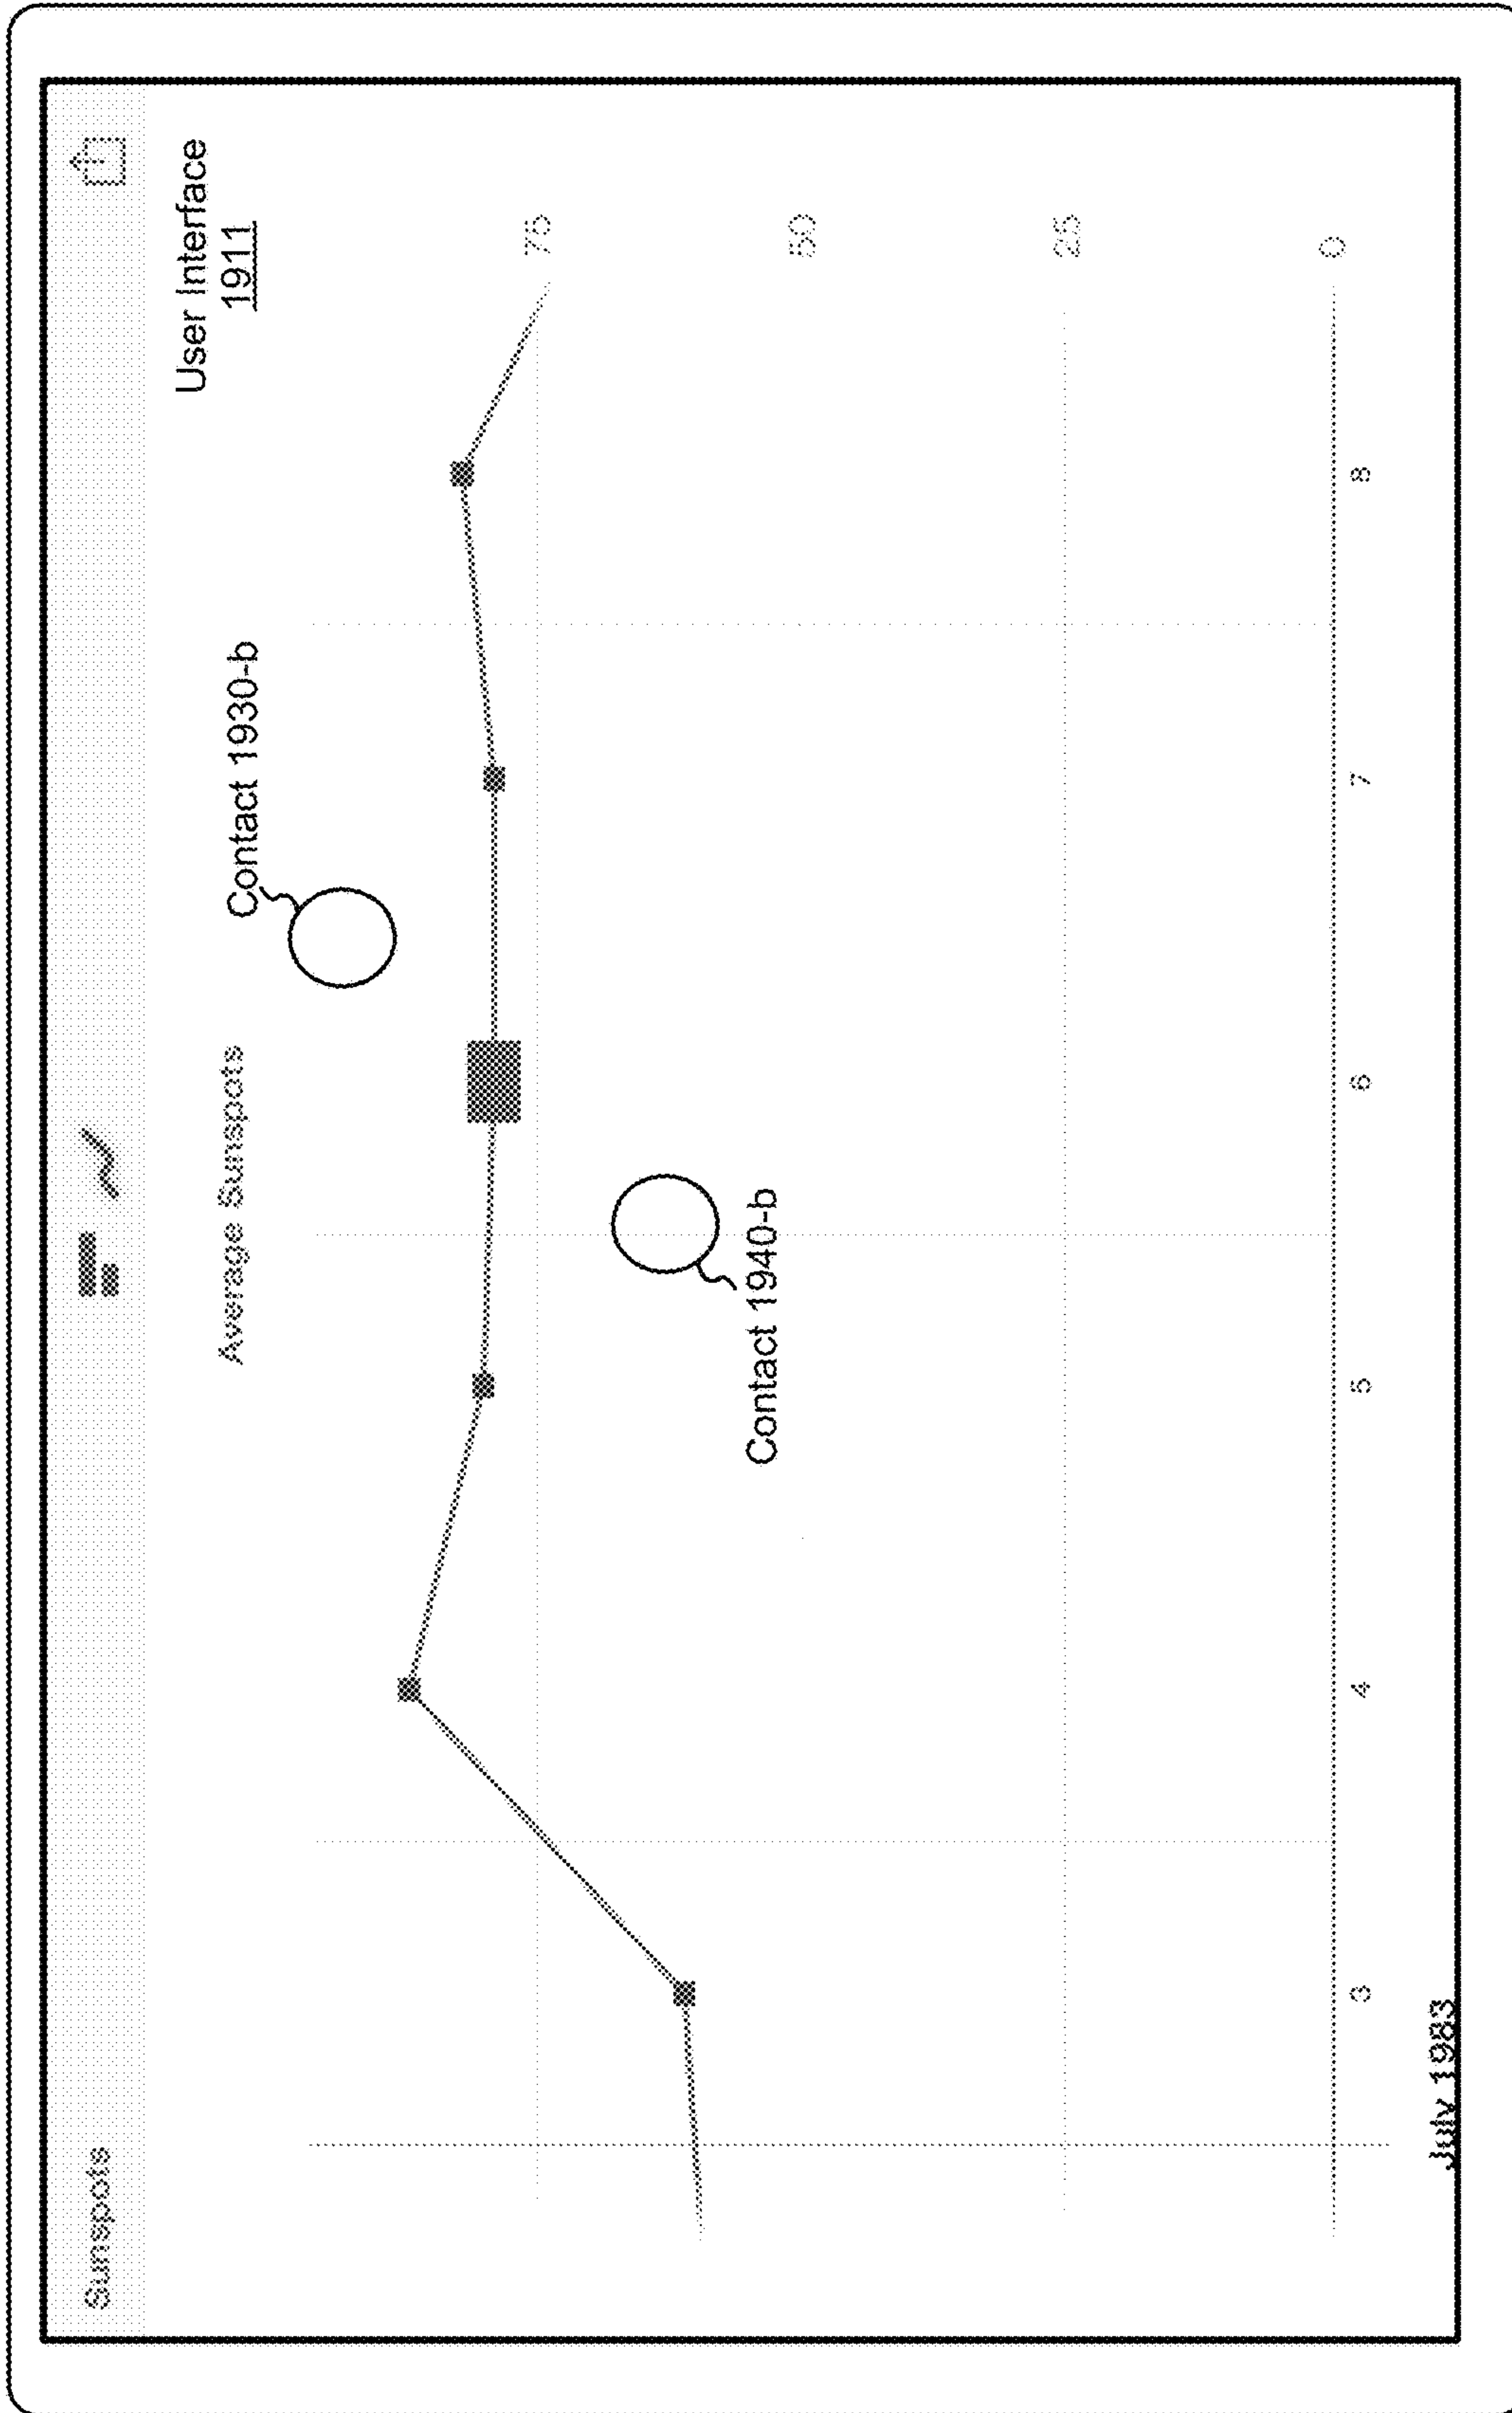 Sunspots
User Interface
1911
Average Sunspots
Contact 1930-b
Contact 1940-b
75
50
25
0
3 4 5 6 7 8
July 1983